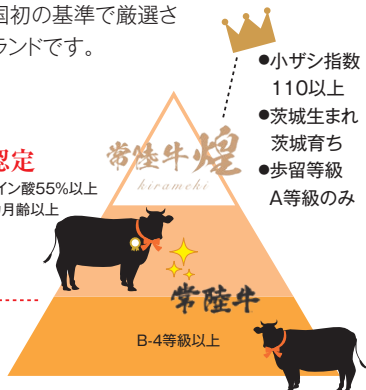 国初の基準で厳選さ
ランドです。
●小ザシ指数
110以上
●茨城生まれ
茨城育ち
●歩留等級
A等級のみ
認定
イン酸55%以上
月齢以上
常陸牛 煌
kirameki
常陸牛
B-4等級以上